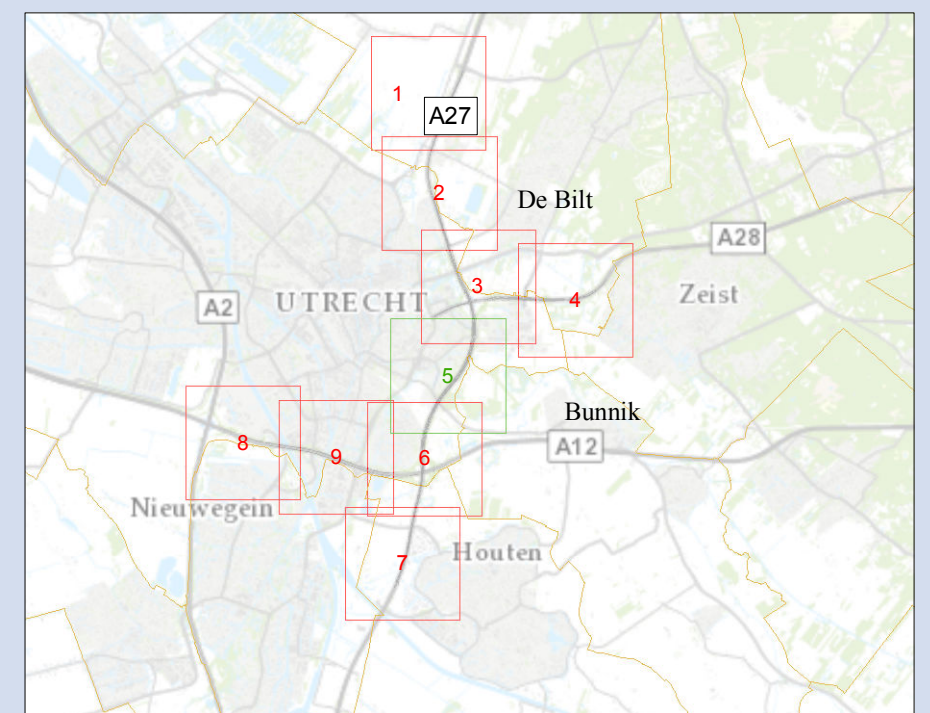 1
A27
2
De Bilt
A28
3
4
Zeist
UTRECHT
A2
5
Bunnik
8
9
6
A12
Nieuwegein
7
Houten